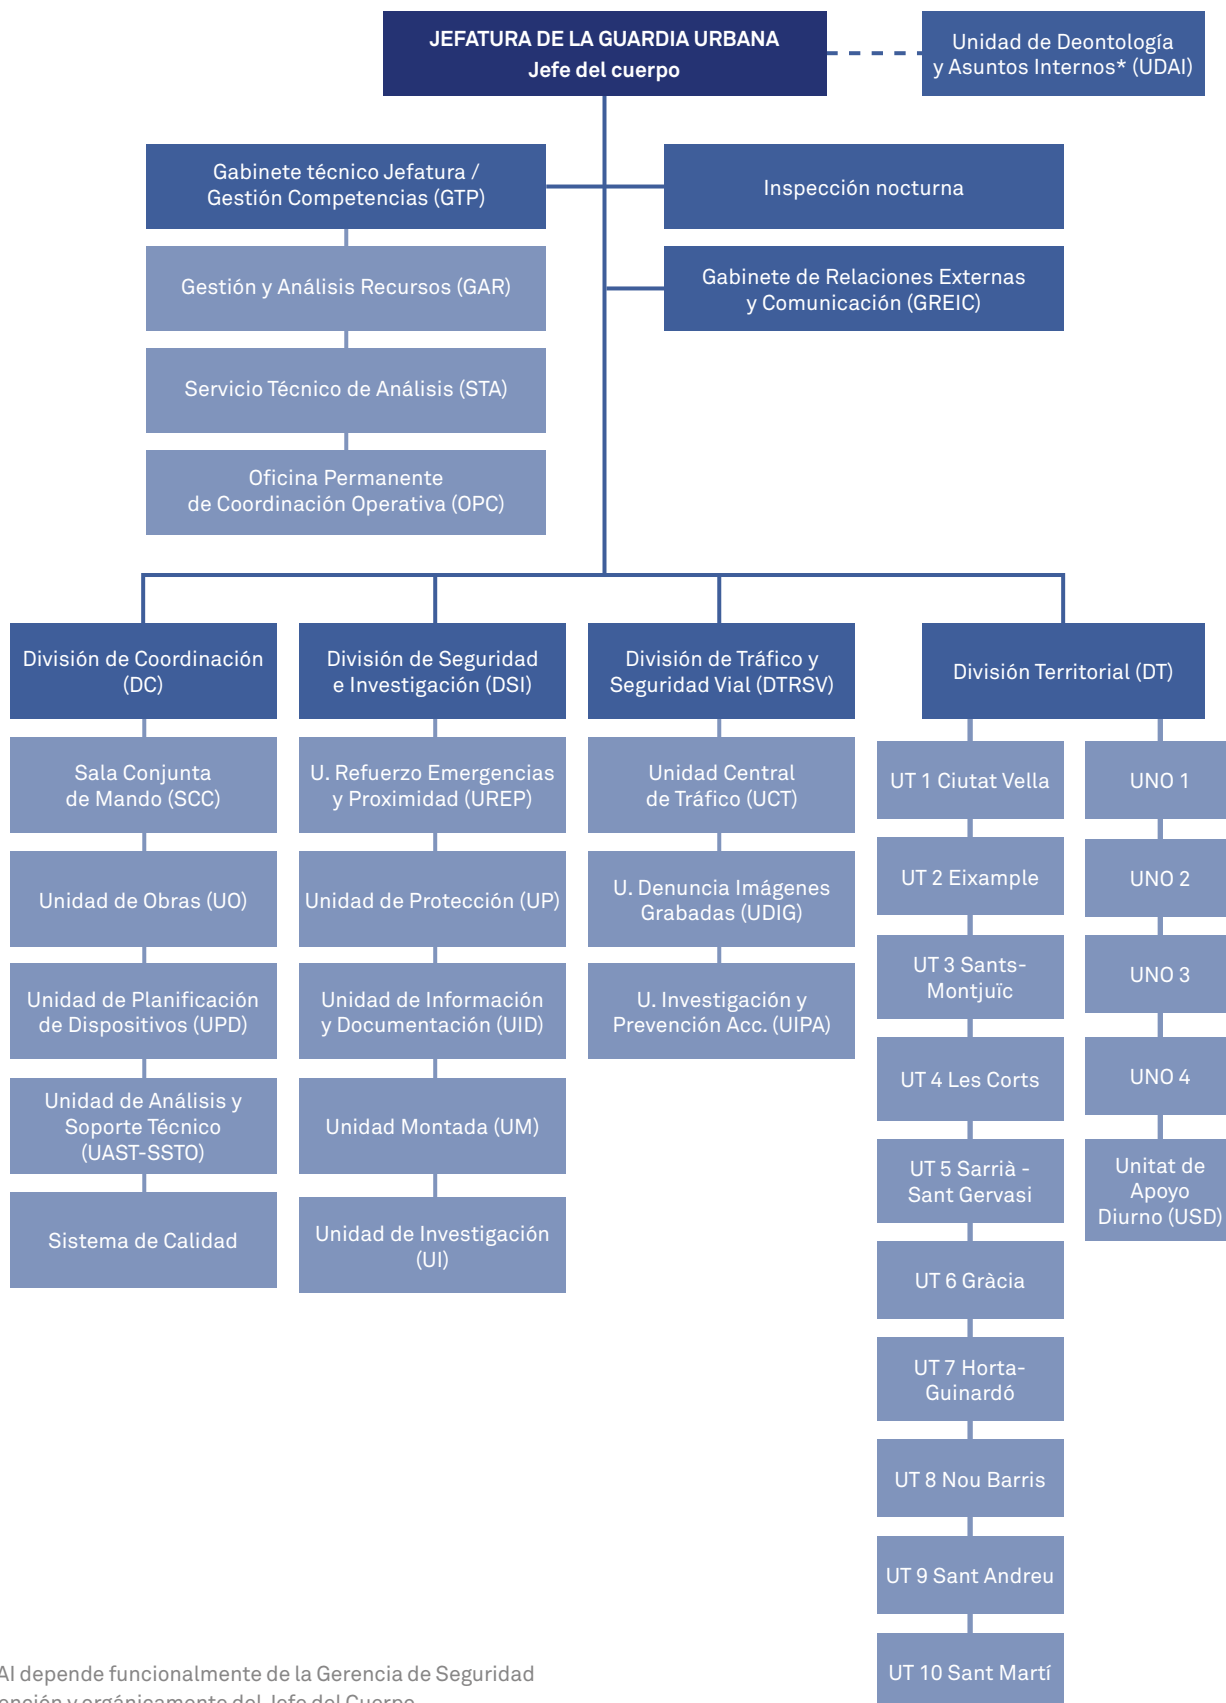 JEFATURA DE LA GUARDIA URBANA
Jefe del cuerpo
Unidad de Deontología
y Asuntos Internos* (UDAI)
Gabinete técnico Jefatura /
Gestión Competencias (GTP)
Inspección nocturna
Gestión y Análisis Recursos (GAR)
Gabinete de Relaciones Externas
y Comunicación (GREIC)
Servicio Técnico de Análisis (STA)
Oficina Permanente
de Coordinación Operativa (OPC)
División de Coordinación
(DC)
Sala Conjunta
de Mando (SCC)
Unidad de Obras (UO)
Unidad de Planificación
de Dispositivos (UPD)
Unidad de Análisis y
Soporte Técnico
(UAST-SSTO)
Sistema de Calidad
División de Seguridad
e Investigación (DSI)
U. Refuerzo Emergencias
y Proximidad (UREP)
Unidad de Protección (UP)
Unidad de Información
y Documentación (UID)
Unidad Montada (UM)
Unidad de Investigación
(UI)
División de Tráfico y
Seguridad Vial (DTRSV)
Unidad Central
de Tráfico (UCT)
U. Denuncia Imágenes
Grabadas (UDIG)
U. Investigación y
Prevención Acc. (UIPA)
División Territorial (DT)
UT 1 Ciutat Vella
UT 2 Eixample
UT 3 Sants-
Montjuïc
UT 4 Les Corts
UT 5 Sarrià -
Sant Gervasi
UT 6 Gràcia
UT 7 Horta-
Guinardó
UT 8 Nou Barris
UT 9 Sant Andreu
UT 10 Sant Martí
UNO 1
UNO 2
UNO 3
UNO 4
Unitat de
Apoyo
Diurno (USD)
AI depende funcionalmente de la Gerencia de Seguridad
ención y orgánicamente del Jefe del Cuerpo